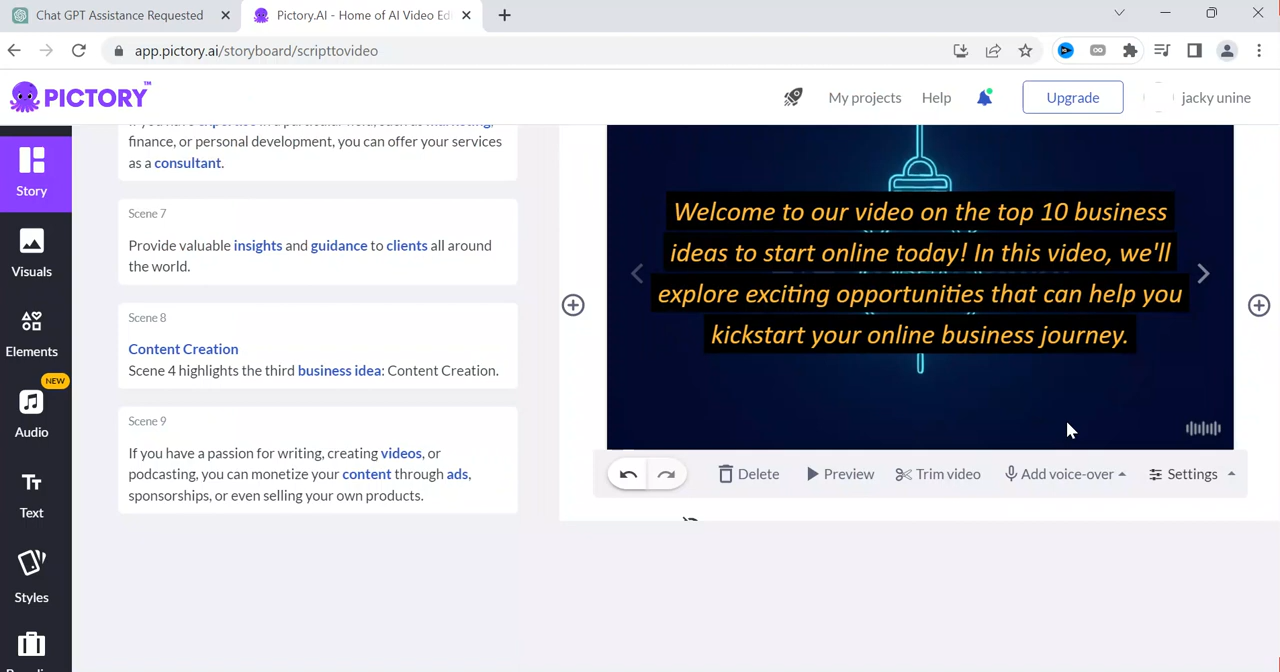 Chat GPT Assistance Requested
Pictory.AI - Home of AI Video Edi
app.pictory.ai/storyboard/scripttovideo
PICTORY™
My projects
Help
Upgrade
jacky unine
Story
Visuals
Elements
NEW
Audio
Text
Styles
finance, or personal development, you can offer your services
as a consultant.
Scene 7
Provide valuable insights and guidance to clients all around
the world.
Scene 8
Content Creation
Scene 4 highlights the third business idea: Content Creation.
Scene 9
If you have a passion for writing, creating videos, or
podcasting, you can monetize your content through ads,
sponsorships, or even selling your own products.
Welcome to our video on the top 10 business
ideas to start online today! In this video, we'll
explore exciting opportunities that can help you
kickstart your online business journey.
Delete
Preview
Trim video
Add voice-over
Settings